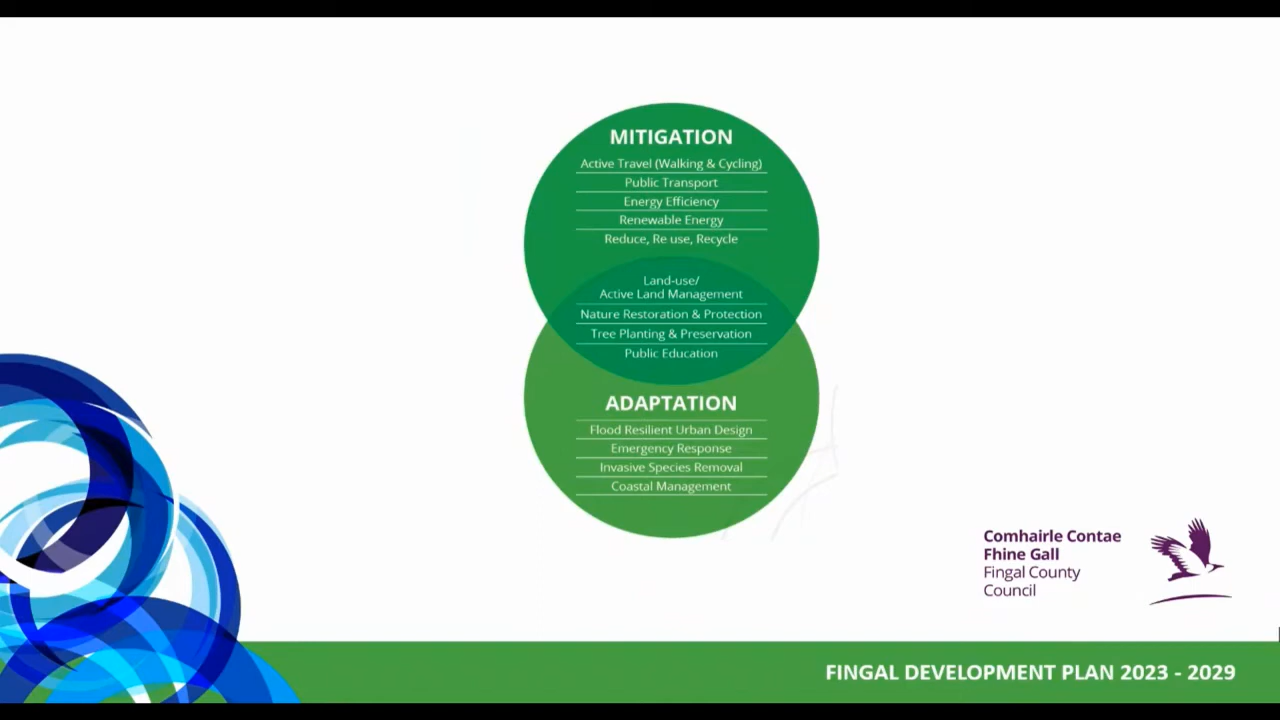 MITIGATION
Active Travel (Walking & Cycling)
Public Transport
Energy Efficiency
Renewable Energy
Reduce, Re use, Recycle
Land-use/
Active Land Management
Nature Restoration & Protection
Tree Planting & Preservation
Public Education
ADAPTATION
Flood Resilient Urban Design
Emergency Response
Invasive Species Removal
Coastal Management
Comhairle Contae
Fhine Gall
Fingal County
Council
FINGAL DEVELOPMENT PLAN 2023 - 2029